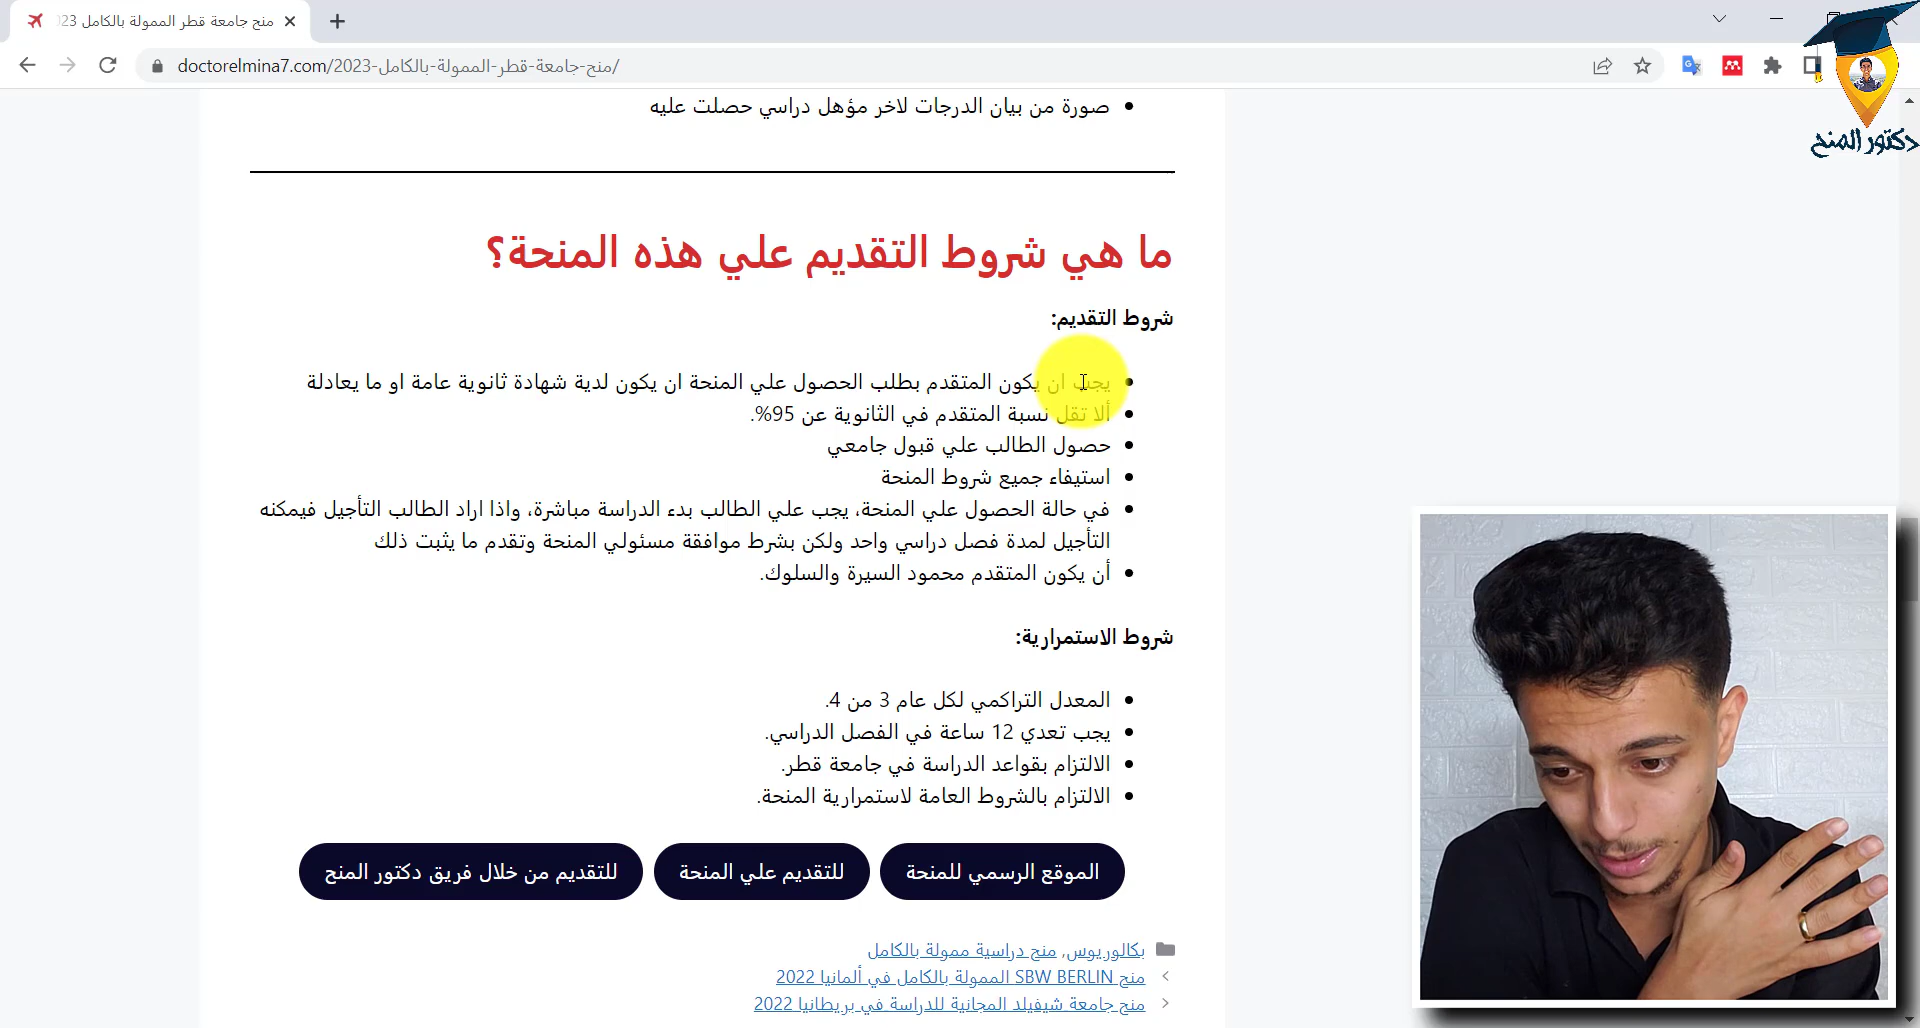 منح جامعة قطر الممولة بالكامل 23
doctorelmina7.com/2023-منح-جامعة-قطر-الممولة-بالكامل/
دكتور المنح
صورة من بيان الدرجات لاخر مؤهل دراسي حصلت عليه
ما هي شروط التقديم علي هذه المنحة؟
شروط التقديم:
يجب ان يكون المتقدم بطلب الحصول علي المنحة ان يكون لدية شهادة ثانوية عامة او ما يعادلة
ألا تقل نسبة المتقدم في الثانوية عن 95%.
حصول الطالب علي قبول جامعي
استيفاء جميع شروط المنحة
في حالة الحصول علي المنحة، يجب علي الطالب بدء الدراسة مباشرة، واذا اراد الطالب التأجيل فيمكنه
التأجيل لمدة فصل دراسي واحد ولكن بشرط موافقة مسئولي المنحة وتقدم ما يثبت ذلك
أن يكون المتقدم محمود السيرة والسلوك.
شروط الاستمرارية:
المعدل التراكمي لكل عام 3 من 4.
يجب تعدي 12 ساعة في الفصل الدراسي.
الالتزام بقواعد الدراسة في جامعة قطر.
الالتزام بالشروط العامة لاستمرارية المنحة.
الموقع الرسمي للمنحة
للتقديم علي المنحة
للتقديم من خلال فريق دكتور المنح
بكالوريوس, منح دراسية ممولة بالكامل
منح SBW BERLIN الممولة بالكامل في ألمانيا 2022
منح جامعة شيفيلد المجانية للدراسة في بريطانيا 2022